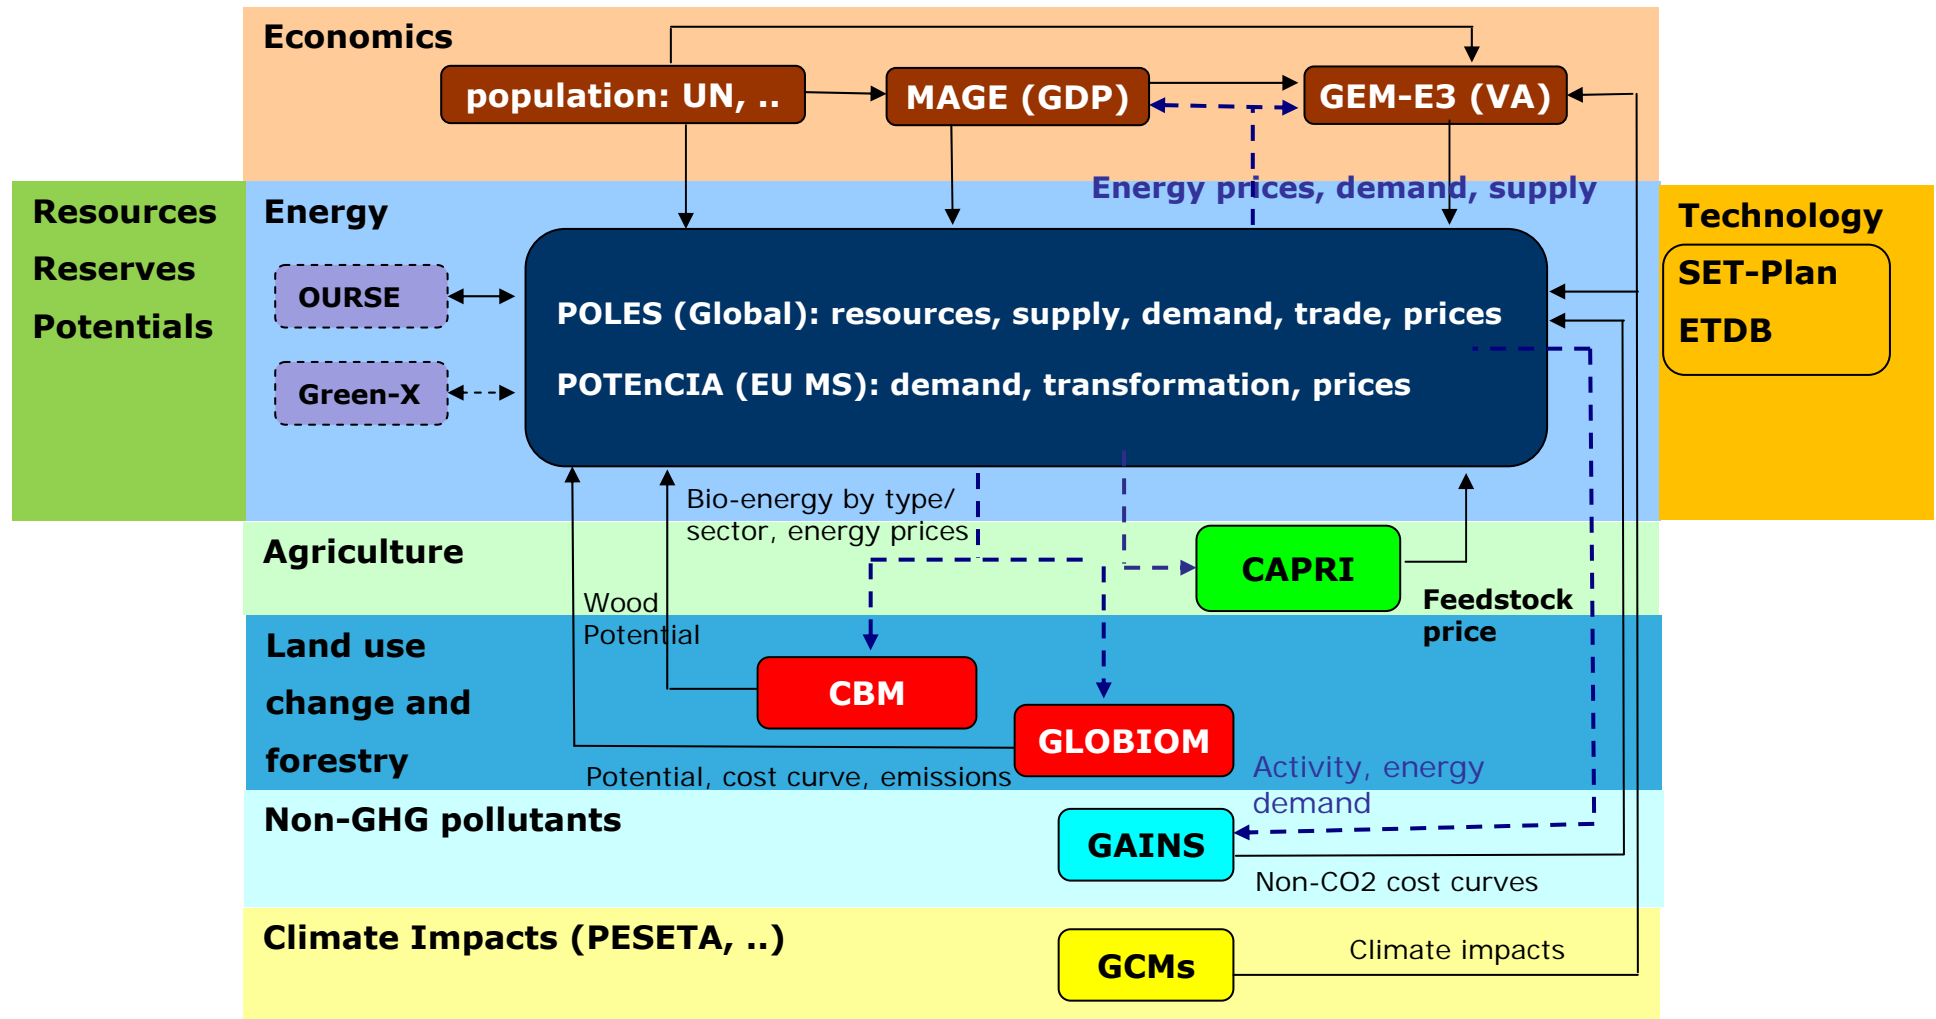 Economics
population: UN, ..
MAGE (GDP)
GEM-E3 (VA)
Energy prices, demand, supply
Resources
Reserves
Potentials
Energy
OURSE
Green-X
POLES (Global): resources, supply, demand, trade, prices
POTEnCIA (EU MS): demand, transformation, prices
Technology
SET-Plan
ETDB
Bio-energy by type/
sector, energy prices
Agriculture
CAPRI
Feedstock
price
Wood
Potential
Land use
change and
forestry
CBM
GLOBIOM
Potential, cost curve, emissions
Activity, energy
demand
Non-GHG pollutants
GAINS
Non-CO2 cost curves
Climate Impacts (PESETA, ..)
GCMs
Climate impacts